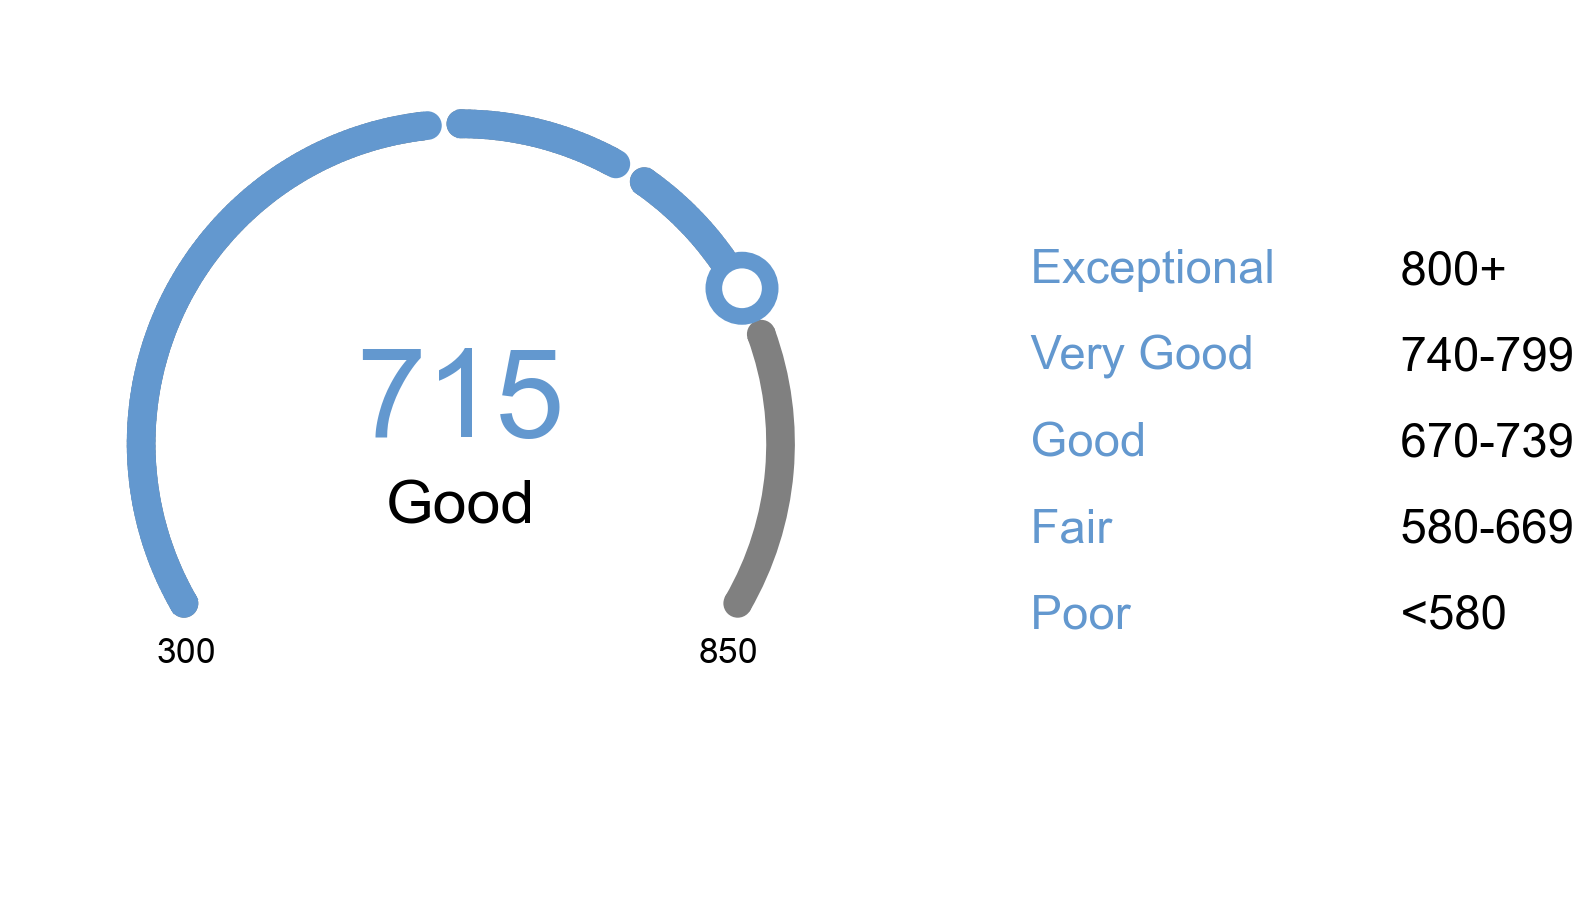 715
Good
300
850
Exceptional 800+
Very Good 740-799
Good 670-739
Fair 580-669
Poor <580